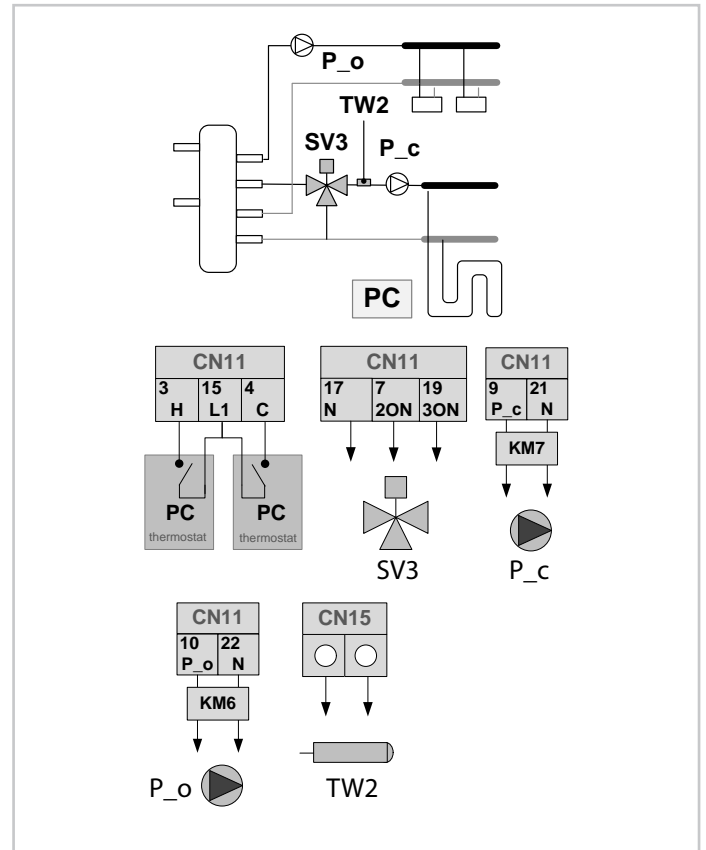 P_o
TW2
SV3
P_c
PC
CN11
3 15 4
H L1 C
PC PC
thermostat thermostat
CN11
17 7 19
N 2ON 3ON
SV3
CN11
9 21
P_c N
KM7
P_c
CN11
10 22
P_o N
KM6
P_o
CN15
TW2